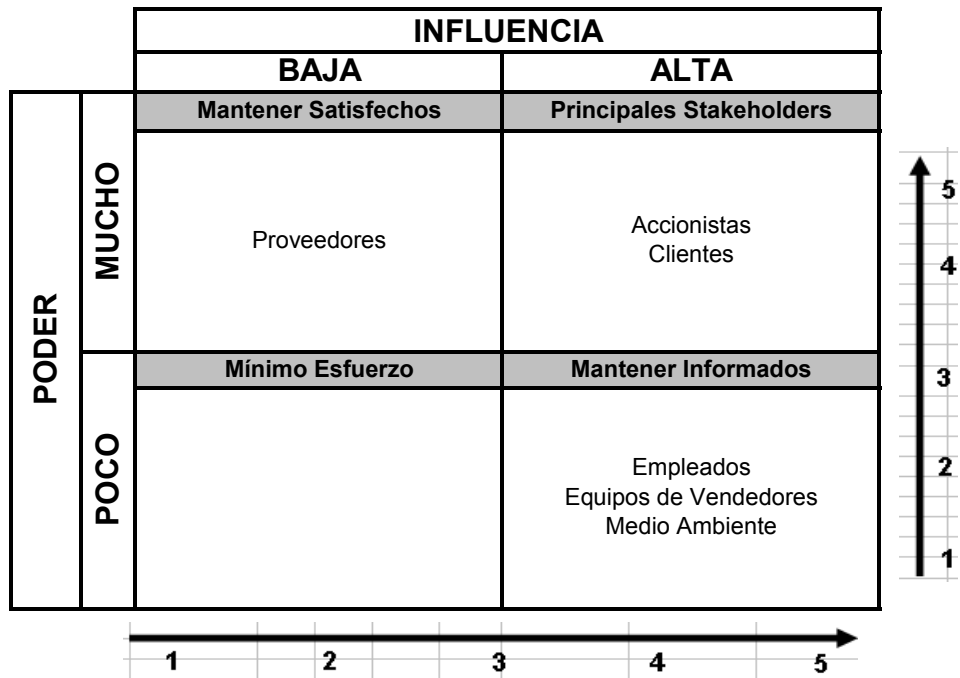 INFLUENCIA
BAJA
ALTA
PODER
MUCHO
Mantener Satisfechos
Principales Stakeholders
Proveedores
Accionistas
Clientes
POCO
Mínimo Esfuerzo
Mantener Informados
Empleados
Equipos de Vendedores
Medio Ambiente
5
4
3
2
1
1
2
3
4
5